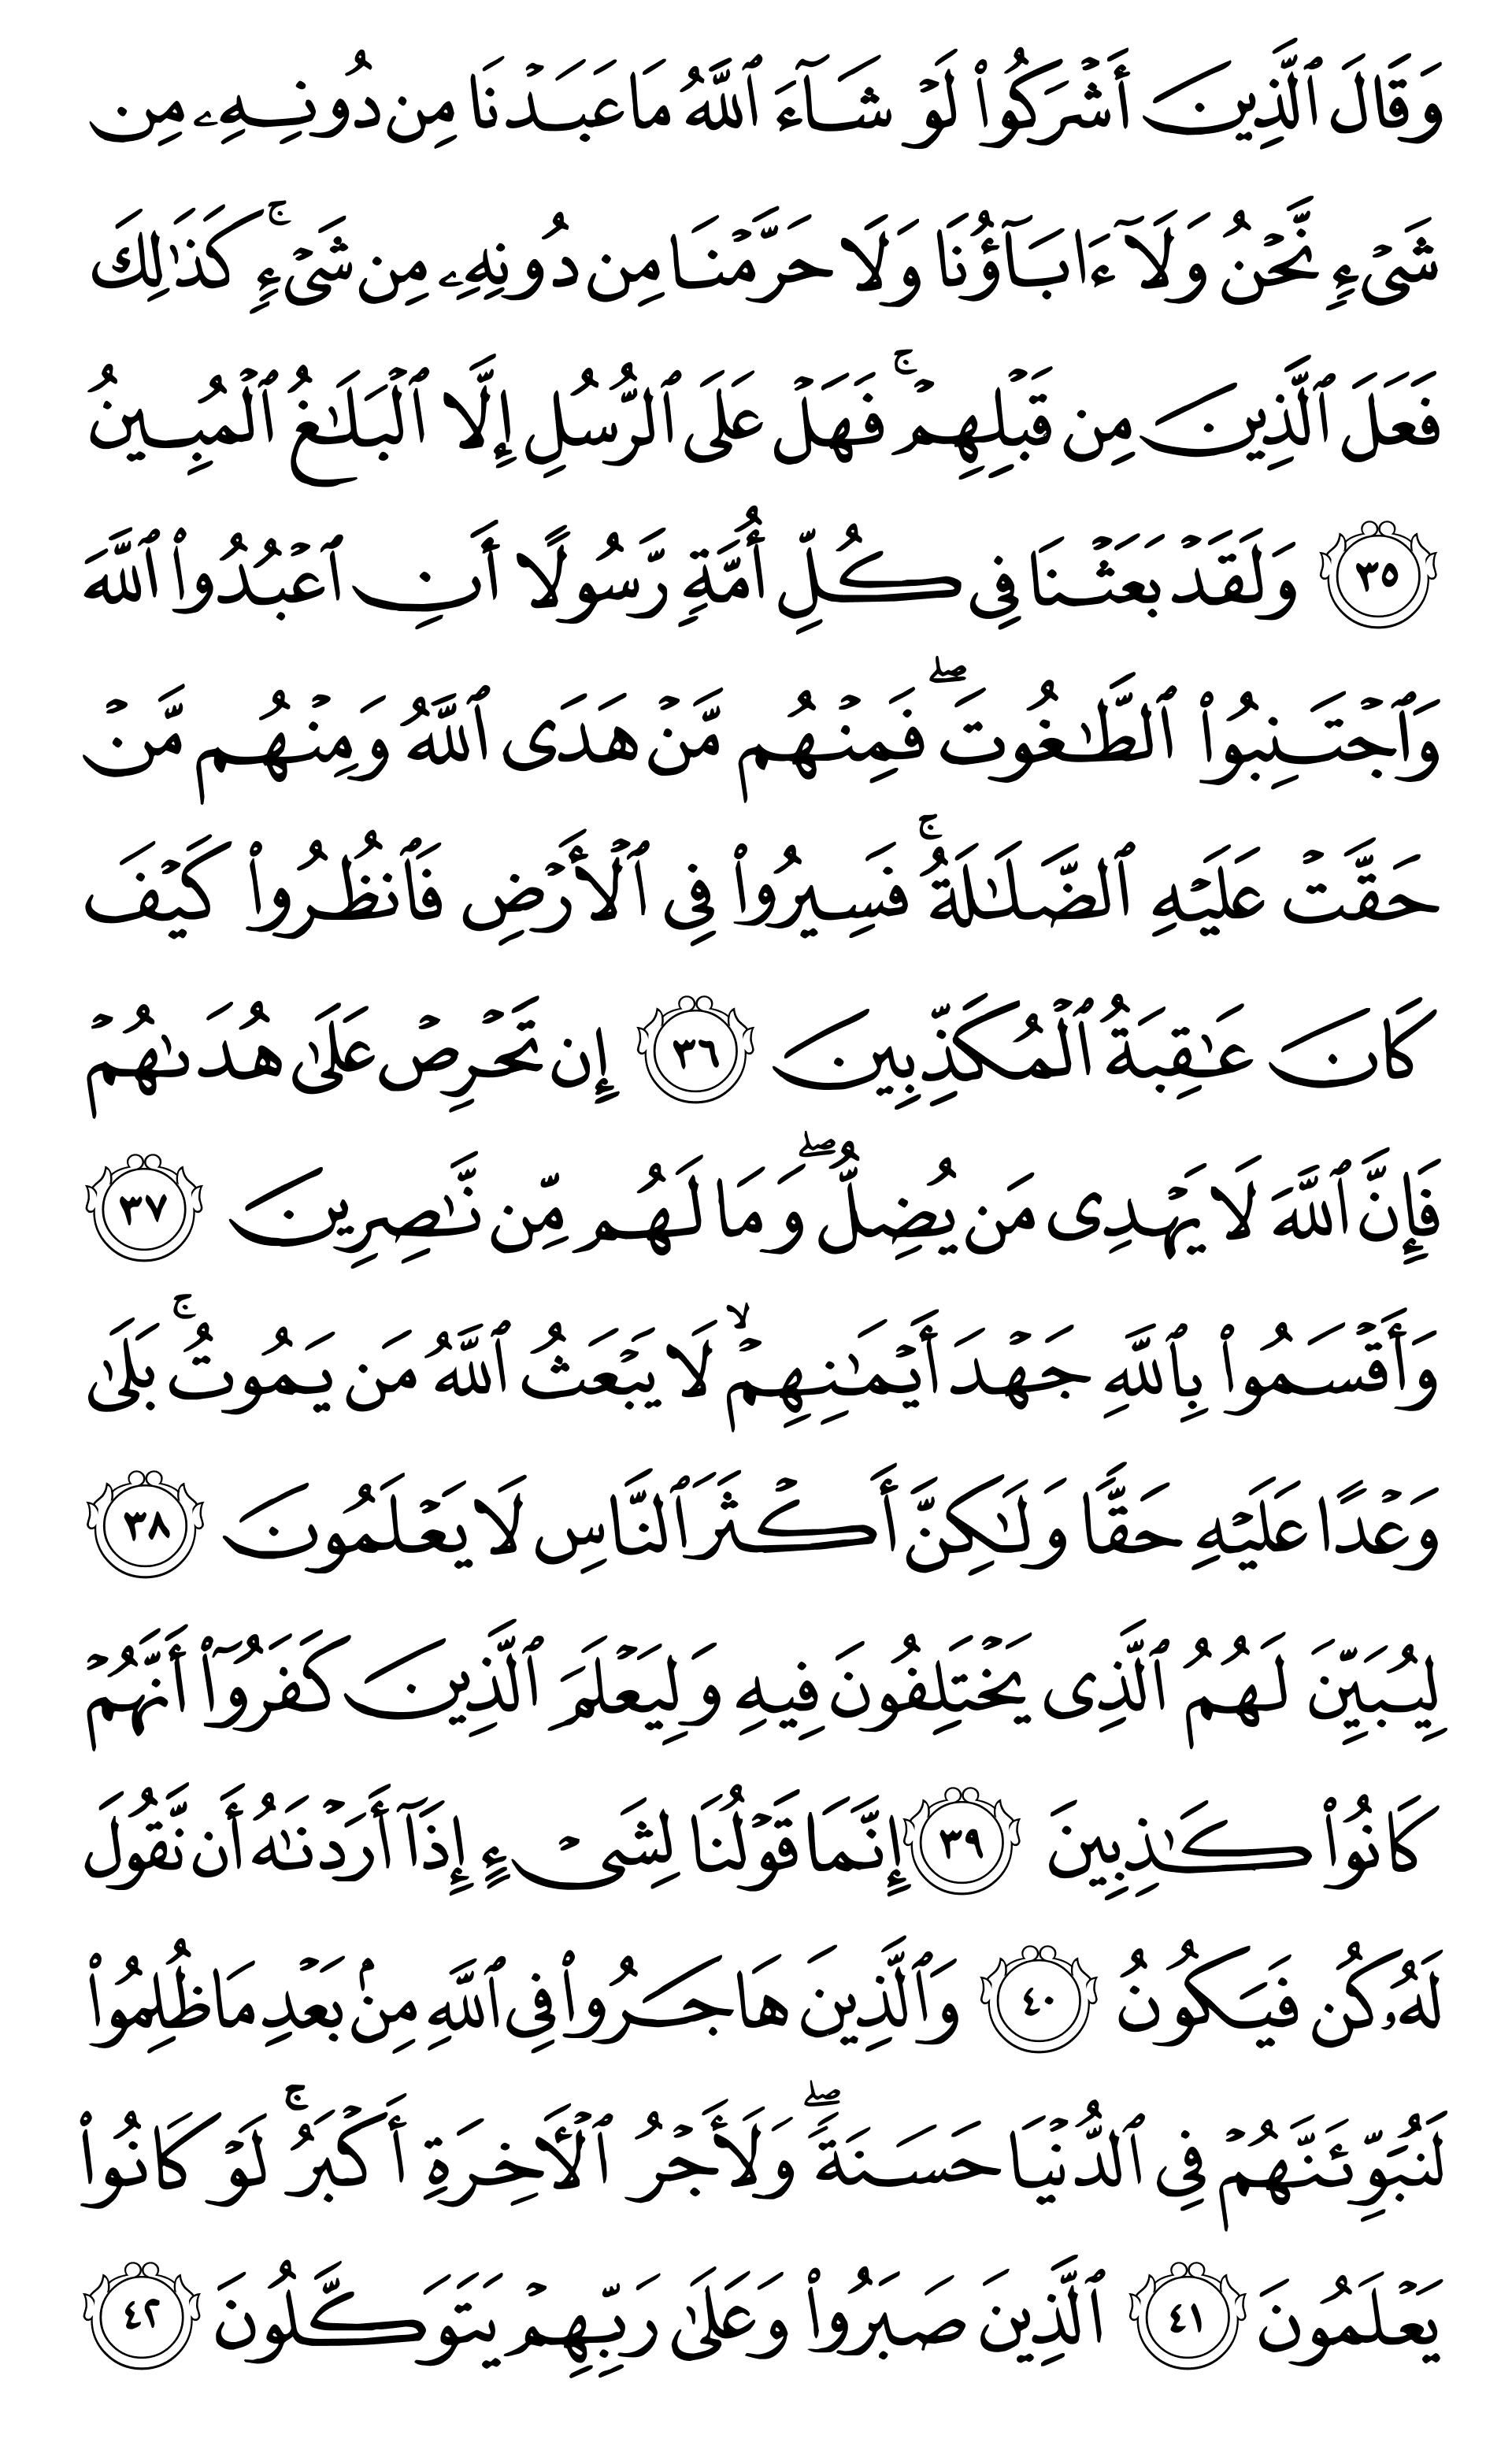 وَقَالَ ٱلَّذِينَ أَشْرَكُوا۟ لَوْ شَآءَ ٱللَّهُ مَا عَبَدْنَا مِن دُونِهِۦ مِن
شَىْءٍ نَّحْنُ وَلَآ ءَابَآؤُنَا وَلَا حَرَّمْنَا مِن دُونِهِۦ مِن شَىْءٍ ۚ كَذَٰلِكَ
فَعَلَ ٱلَّذِينَ مِن قَبْلِهِمْ ۚ فَهَلْ عَلَى ٱلرُّسُلِ إِلَّا ٱلْبَلَٰغُ ٱلْمُبِينُ
٣٥ وَلَقَدْ بَعَثْنَا فِى كُلِّ أُمَّةٍ رَّسُولًا أَنِ ٱعْبُدُوا۟ ٱللَّهَ
وَٱجْتَنِبُوا۟ ٱلطَّٰغُوتَ ۖ فَمِنْهُم مَّنْ هَدَى ٱللَّهُ وَمِنْهُم مَّنْ
حَقَّتْ عَلَيْهِ ٱلضَّلَٰلَةُ ۚ فَسِيرُوا۟ فِى ٱلْأَرْضِ فَٱنظُرُوا۟ كَيْفَ
كَانَ عَٰقِبَةُ ٱلْمُكَذِّبِينَ ٣٦ إِن تَحْرِصْ عَلَىٰ هُدَىٰهُمْ
فَإِنَّ ٱللَّهَ لَا يَهْدِى مَن يُضِلُّ ۖ وَمَا لَهُم مِّن نَّٰصِرِينَ ٣٧
وَأَقْسَمُوا۟ بِٱللَّهِ جَهْدَ أَيْمَٰنِهِمْ ۙ لَا يَبْعَثُ ٱللَّهُ مَن يَمُوتُ ۚ بَلَىٰ
وَعْدًا عَلَيْهِ حَقًّا وَلَٰكِنَّ أَكْثَرَ ٱلنَّاسِ لَا يَعْلَمُونَ ٣٨
لِيُبَيِّنَ لَهُمُ ٱلَّذِى يَخْتَلِفُونَ فِيهِ وَلِيَعْلَمَ ٱلَّذِينَ كَفَرُوٓا۟ أَنَّهُمْ
كَانُوا۟ كَٰذِبِينَ ٣٩ إِنَّمَا قَوْلُنَا لِشَىْءٍ إِذَآ أَرَدْنَٰهُ أَن نَّقُولَ
لَهُۥ كُن فَيَكُونُ ٤٠ وَٱلَّذِينَ هَاجَرُوا۟ فِى ٱللَّهِ مِنۢ بَعْدِ مَا ظُلِمُوا۟
لَنُبَوِّئَنَّهُمْ فِى ٱلدُّنْيَا حَسَنَةً ۖ وَلَأَجْرُ ٱلْـَٔاخِرَةِ أَكْبَرُ ۚ لَوْ كَانُوا۟
يَعْلَمُونَ ٤١ ٱلَّذِينَ صَبَرُوا۟ وَعَلَىٰ رَبِّهِمْ يَتَوَكَّلُونَ ٤٢